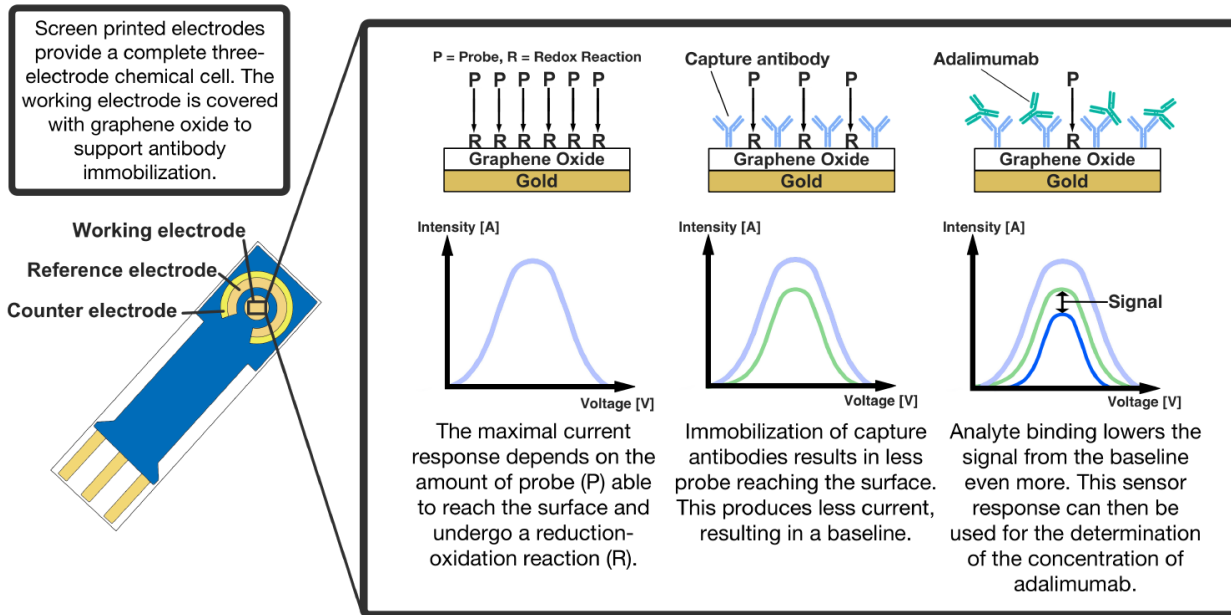 Screen printed electrodes
provide a complete three-
electrode chemical cell. The
working electrode is covered
with graphene oxide to
support antibody
immobilization.
Working electrode
Reference electrode
Counter electrode
P = Probe, R = Redox Reaction
P P P P P P
R R R R R R
Graphene Oxide
Gold
Intensity [A]
Voltage [V]
The maximal current
response depends on the
amount of probe (P) able
to reach the surface and
undergo a reduction-
oxidation reaction (R).
Capture antibody
P P P
R R R
Graphene Oxide
Gold
Intensity [A]
Voltage [V]
Immobilization of capture
antibodies results in less
probe reaching the surface.
This produces less current,
resulting in a baseline.
Adalimumab
P
R
Graphene Oxide
Gold
Intensity [A]
Signal
Voltage [V]
Analyte binding lowers the
signal from the baseline
even more. This sensor
response can then be
used for the determination
of the concentration of
adalimumab.